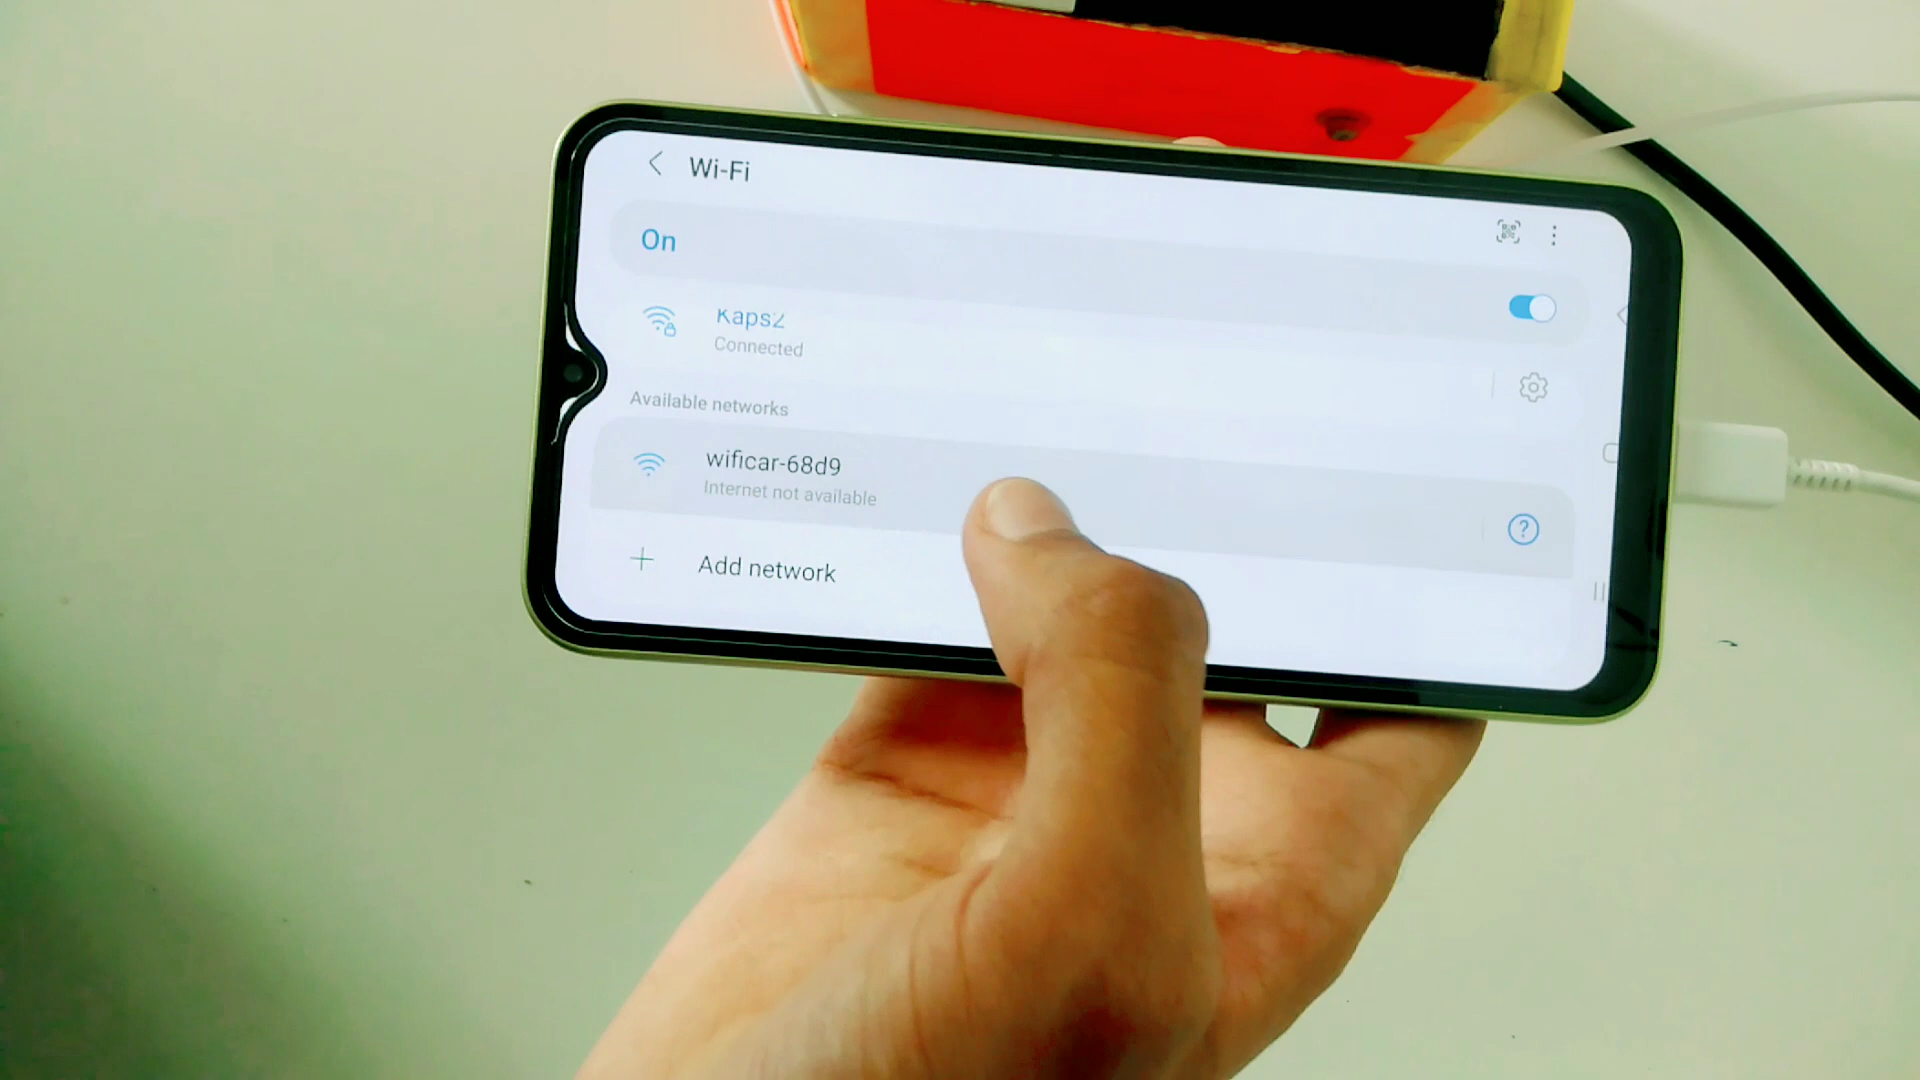 Wi-Fi
On
Kaps2
Connected
Available networks
wificar-68d9
Internet not available
?
Add network